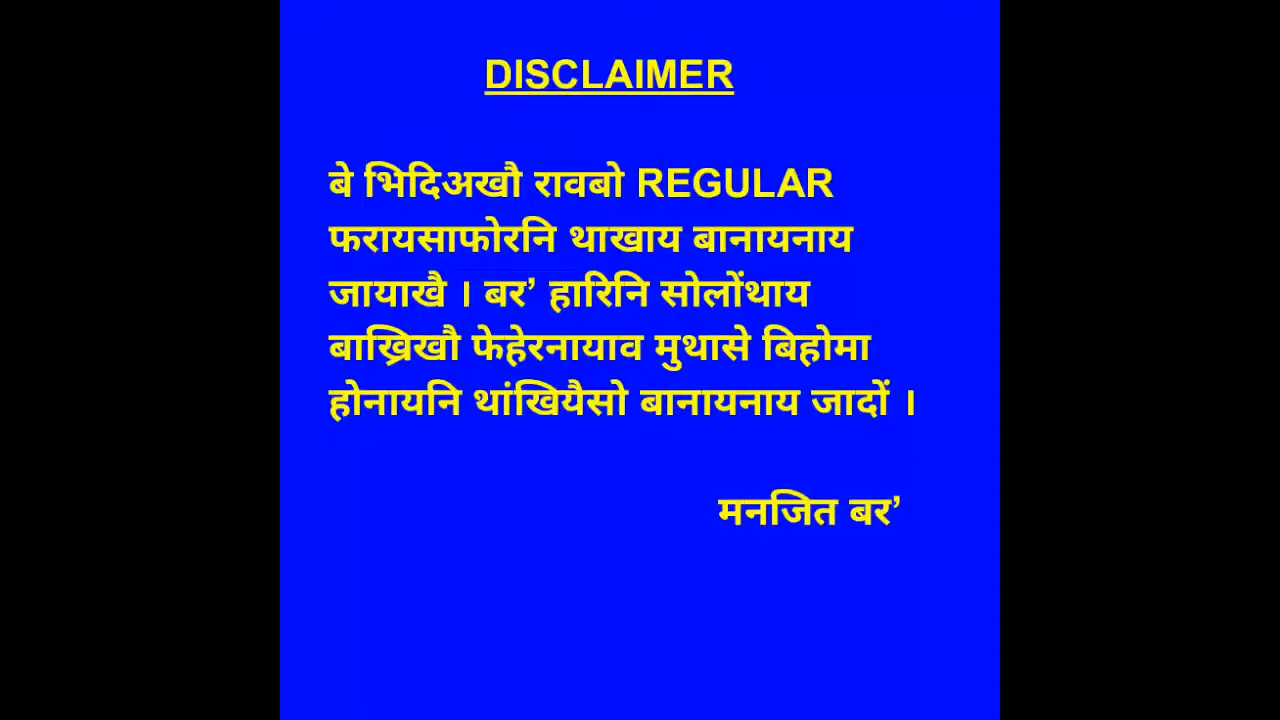 DISCLAIMER
बे भिदिअखौ रावबो REGULAR
फरायसाफोरनि थाखाय बानायनाय
जायाखै । बर’ हारिनि सोलोंथाय
बाख्रिखौ फेहेरनायाव मुथासे बिहोमा
होनायनि थांखियैसो बानायनाय जादों ।
मनजित बर’